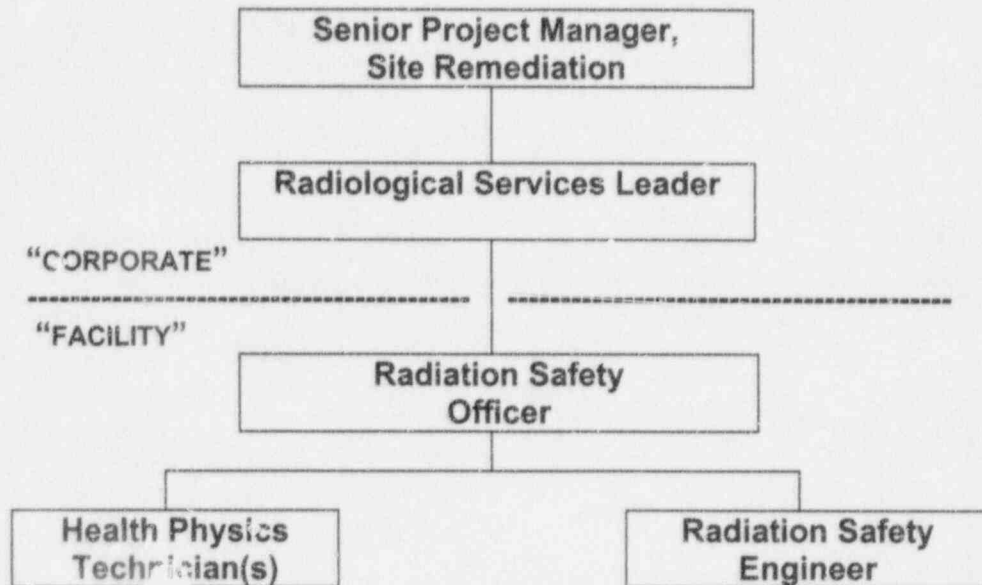 Senior Project Manager,
Site Remediation
Radiological Services Leader
“CORPORATE”
“FACILITY”
Radiation Safety
Officer
Health Physics
Technician(s)
Radiation Safety
Engineer